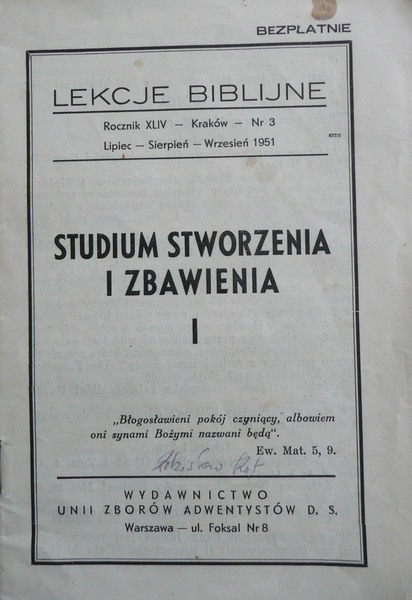 BEZPŁATNIE
LEKCJE BIBLIJNE
Rocznik XLIV — Kraków — Nr 3
Lipiec — Sierpień — Wrzesień 1951
STUDIUM STWORZENIA
I ZBAWIENIA
I
„Błogosławieni pokój czyniący, albowiem
oni synami Bożymi nazwani będą“.
Ew. Mat. 5, 9.
WYDAWNICTWO
UNII ZBORÓW ADWENTYSTÓW D. S.
Warszawa — ul. Foksal Nr 8